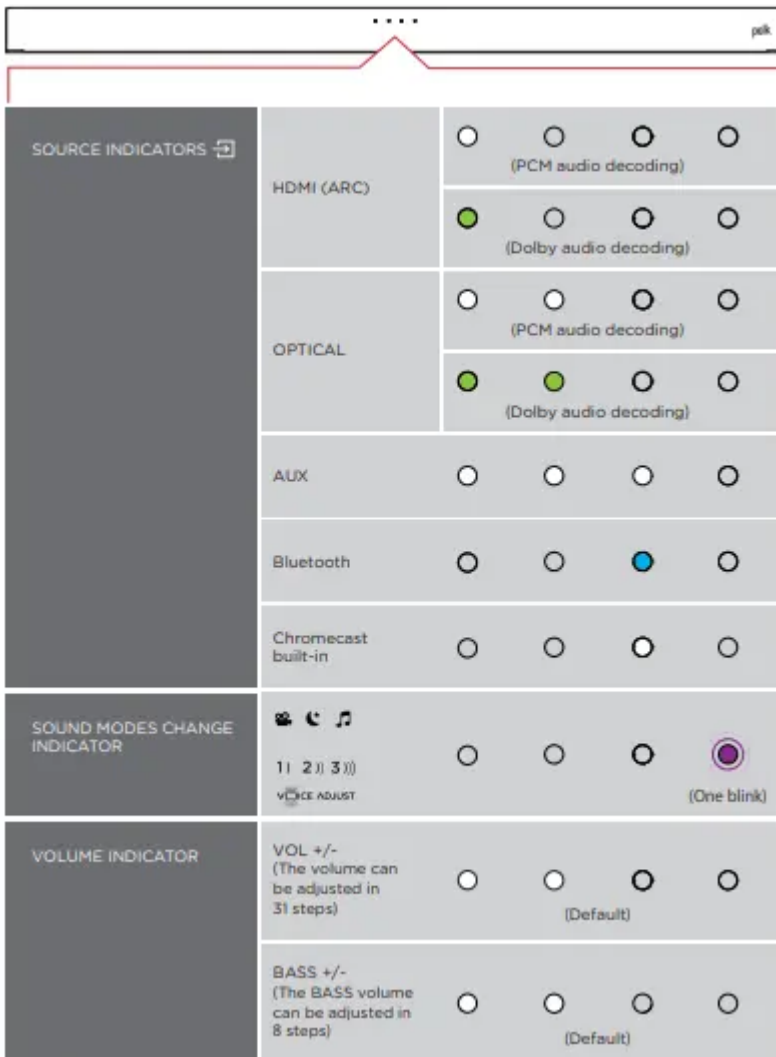 polk
SOURCE INDICATORS
HDMI (ARC)
(PCM audio decoding)
(Dolby audio decoding)
OPTICAL
(PCM audio decoding)
(Dolby audio decoding)
AUX
Bluetooth
Chromecast
built-in
SOUND MODES CHANGE
INDICATOR
1) 2)) 3)))
VOICE ADJUST
(One blink)
VOLUME INDICATOR
VOL +/-
(The volume can
be adjusted in
31 steps)
(Default)
BASS +/-
(The BASS volume
can be adjusted in
8 steps)
(Default)